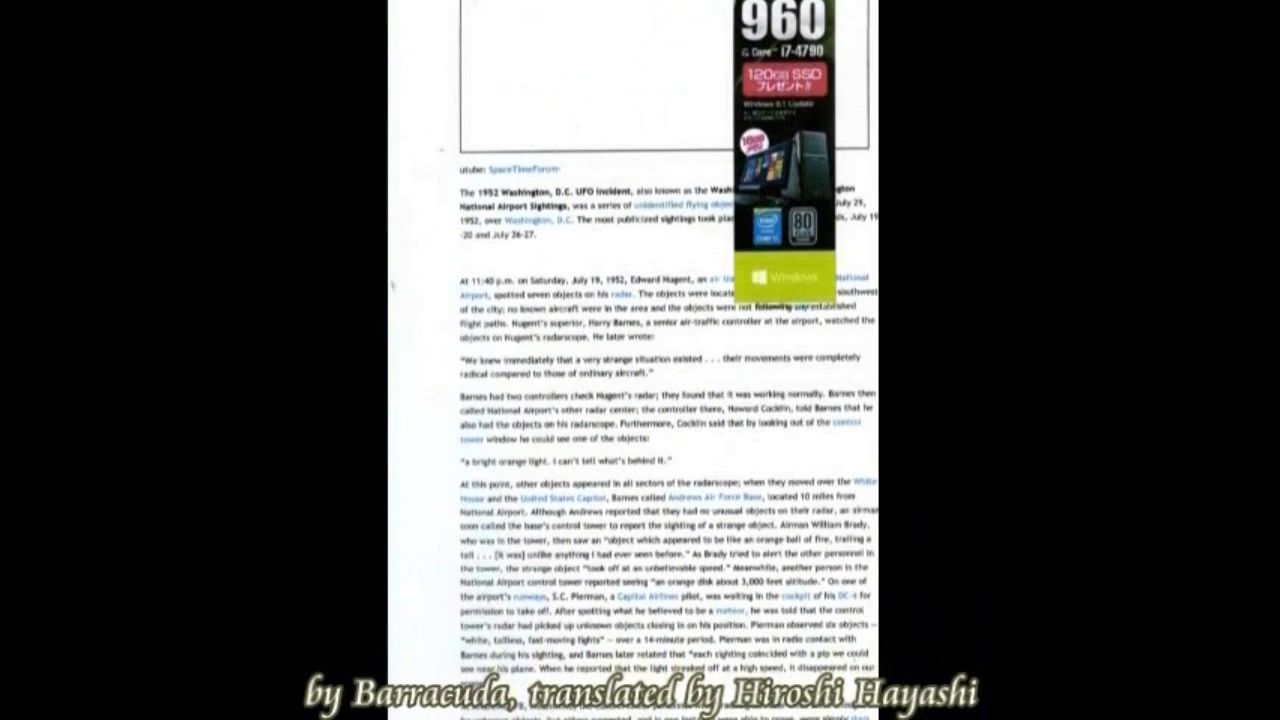 960
& Core™ i7-4790
120GB SSD
プレゼント!!
Windows 8.1 Update
16GB
intel
CORE i7
80
Windows
utube: SpaceTimeForum
The 1952 Washington, D.C. UFO incident, also known as the Wash ngton
National Airport Sightings, was a series of unidentified flying objec July 29,
1952, over Washington, D.C. The most publicized sightings took plac ds, July 19
-20 and July 26-27.
At 11:40 p.m. on Saturday, July 19, 1952, Edward Nugent, an air tra National
Airport, spotted seven objects on his radar. The objects were locate southwest
of the city; no known aircraft were in the area and the objects were not following any established
flight paths. Nugent's superior, Harry Barnes, a senior air-traffic controller at the airport, watched the
objects on Nugent's radarscope. He later wrote:
"We knew immediately that a very strange situation existed . . . their movements were completely
radical compared to those of ordinary aircraft."
Barnes had two controllers check Nugent's radar; they found that it was working normally. Barnes then
called National Airport's other radar center; the controller there, Howard Cocklin, told Barnes that he
also had the objects on his radarscope. Furthermore, Cocklin said that by looking out of the control
tower window he could see one of the objects:
"a bright orange light. I can't tell what's behind it."
At this point, other objects appeared in all sectors of the radarscope; when they moved over the White
House and the United States Capitol, Barnes called Andrews Air Force Base, located 10 miles from
National Airport. Although Andrews reported that they had no unusual objects on their radar, an airman
soon called the base's control tower to report the sighting of a strange object. Airman William Brady,
who was in the tower, then saw an "object which appeared to be like an orange ball of fire, trailing a
tail . . . [it was] unlike anything I had ever seen before." As Brady tried to alert the other personnel in
the tower, the strange object "took off at an unbelievable speed." Meanwhile, another person in the
National Airport control tower reported seeing "an orange disk about 3,000 feet altitude." On one of
the airport's runways, S.C. Pierman, a Capital Airlines pilot, was waiting in the cockpit of his DC-4 for
permission to take off. After spotting what he believed to be a meteor, he was told that the control
tower's radar had picked up unknown objects closing in on his position. Pierman observed six objects —
"white, tailless, fast-moving lights" — over a 14-minute period. Pierman was in radio contact with
Barnes during his sighting, and Barnes later related that "each sighting coincided with a pip we could
see near his plane. When he reported that the light streaked off at a high speed, it disappeared on our
by Barracuda, translated by Hiroshi Hayashi